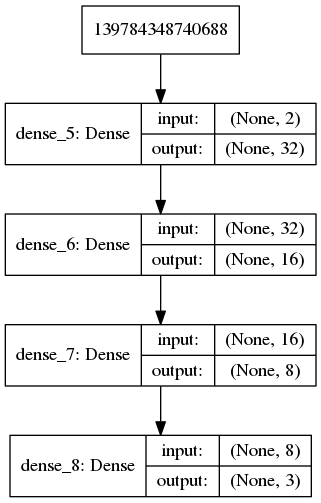 139784348740688
dense_5: Dense
input: (None, 2)
output: (None, 32)
dense_6: Dense
input: (None, 32)
output: (None, 16)
dense_7: Dense
input: (None, 16)
output: (None, 8)
dense_8: Dense
input: (None, 8)
output: (None, 3)